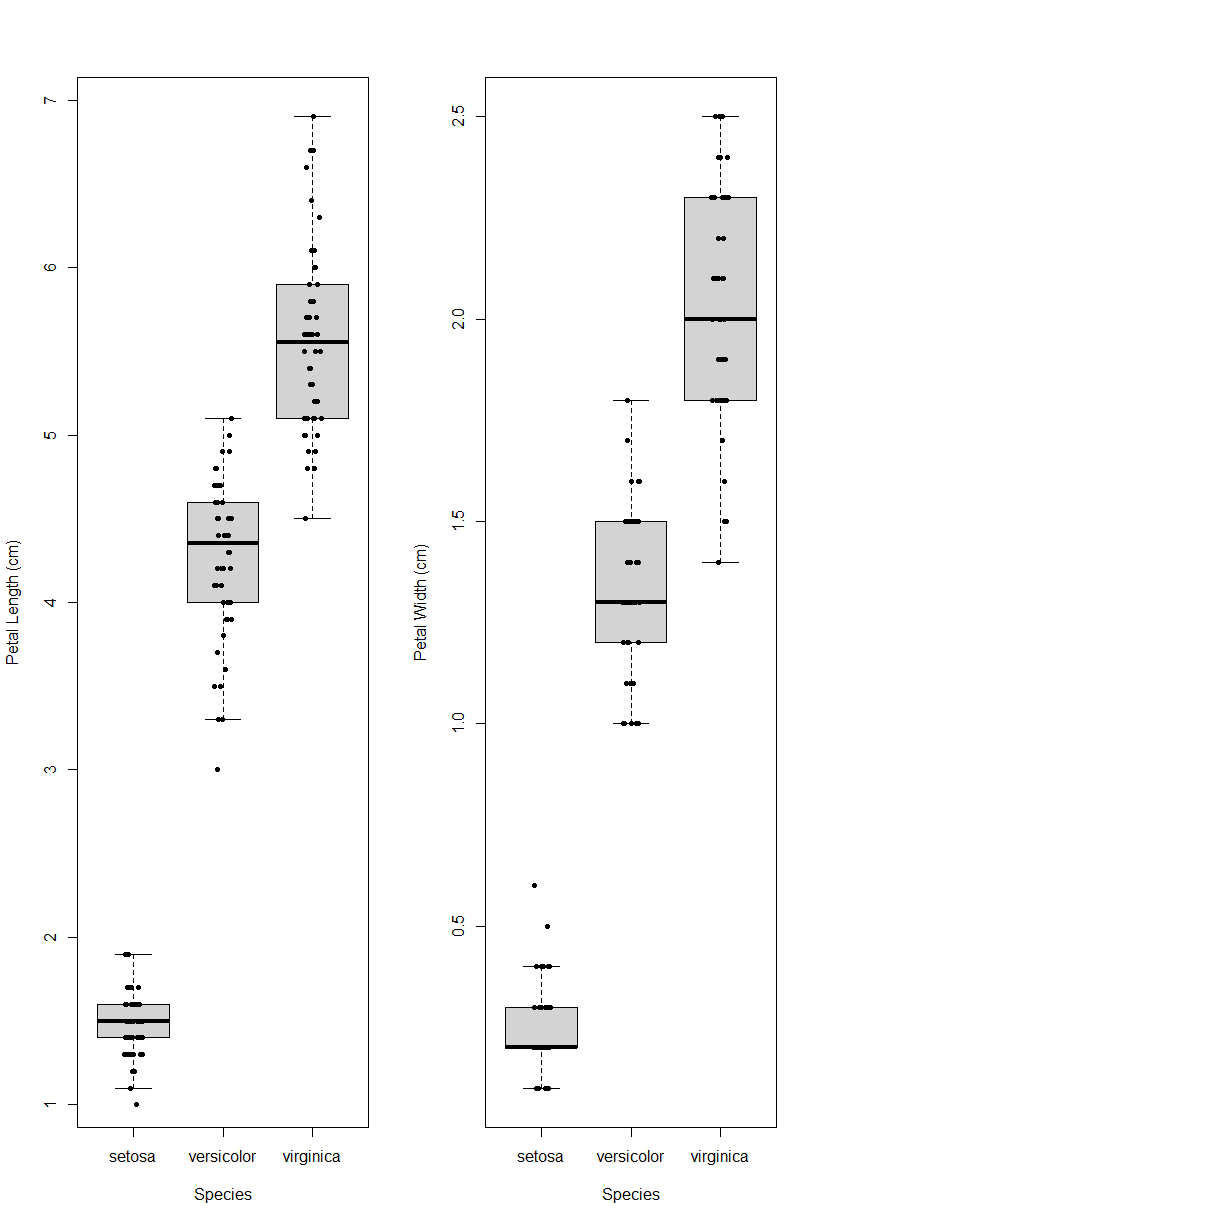 Petal Length (cm)
7
6
5
4
3
2
1
setosa versicolor virginica
Species
Petal Width (cm)
2.5
2.0
1.5
1.0
0.5
setosa versicolor virginica
Species